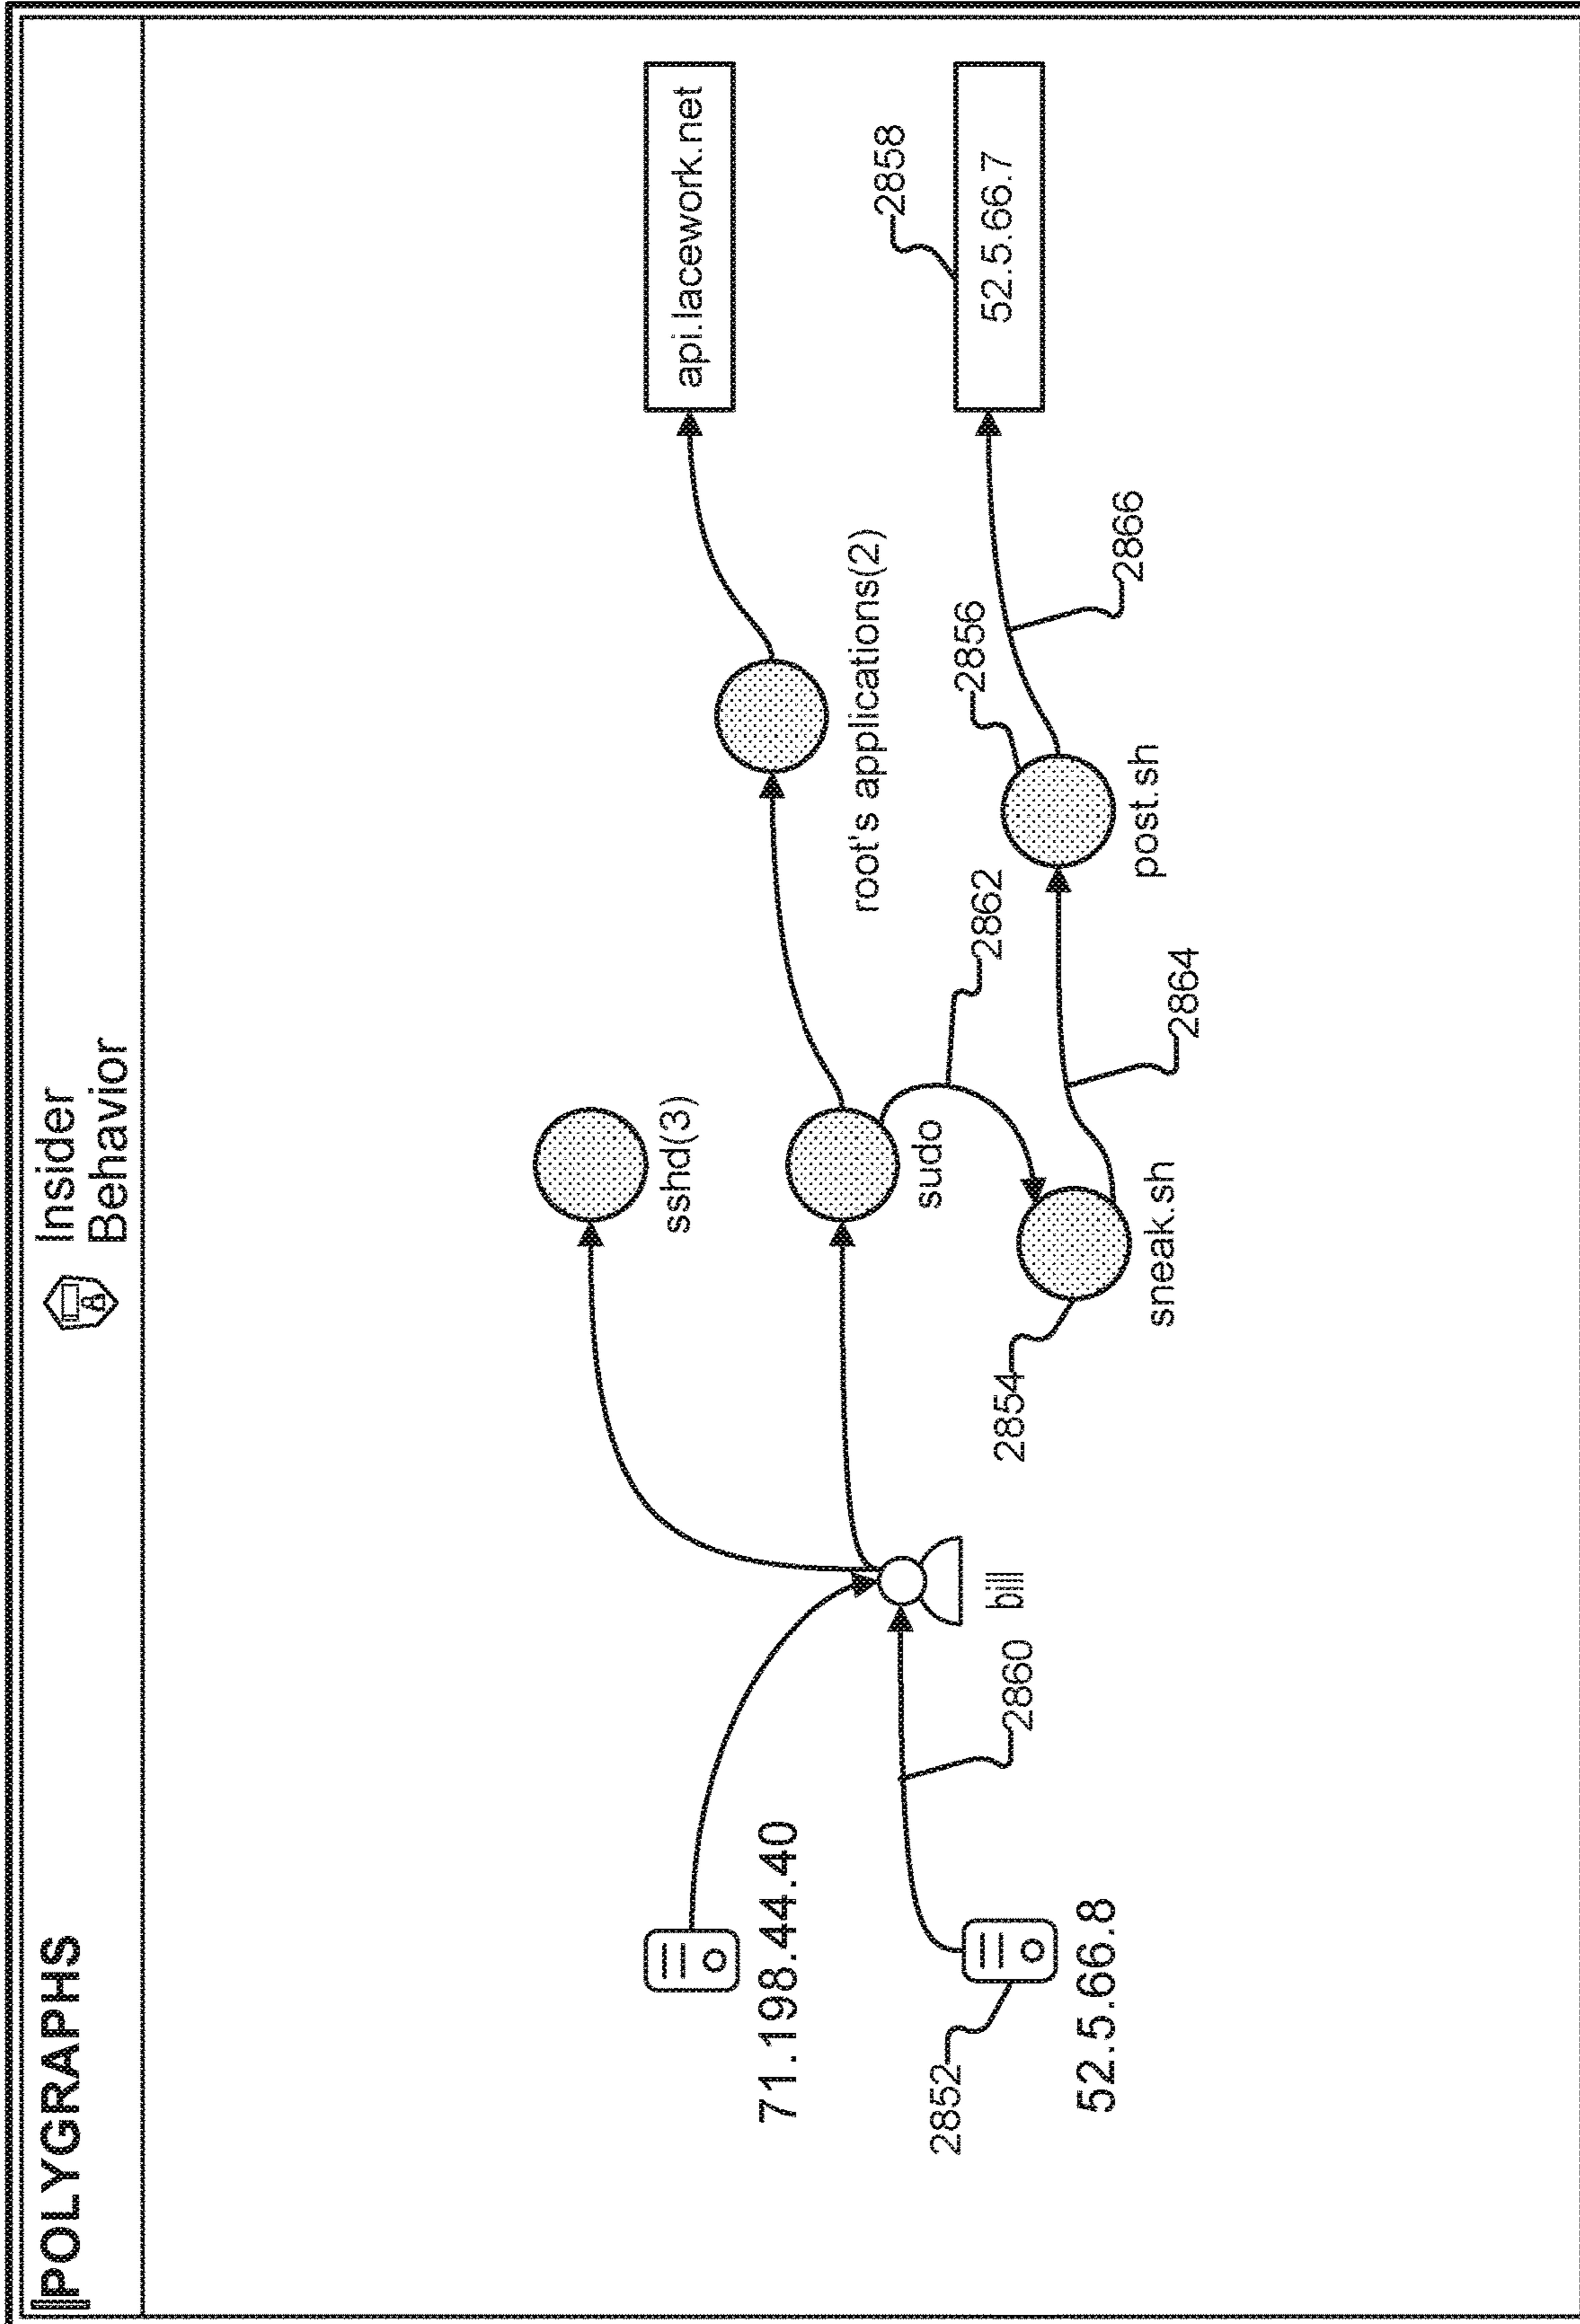 POLYGRAPHS
Insider
Behavior
sshd(3)
api.lacework.net
71.198.44.40
root's applications(2)
2858
sudo
2852
2856
52.5.66.7
2862
bill
2854
2860
52.5.66.8
sneak.sh
post.sh
2866
2864